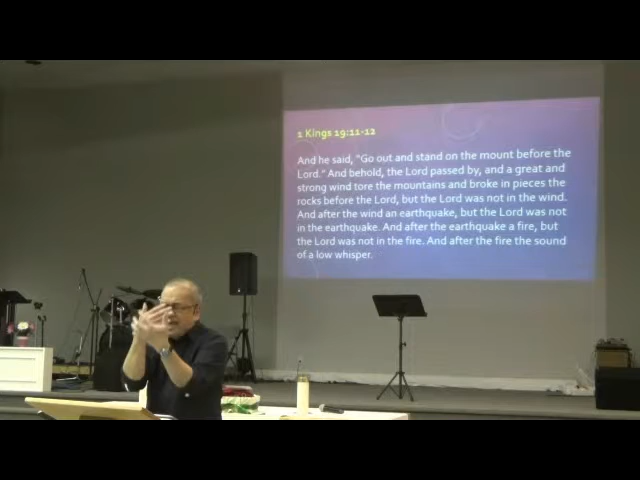 1 Kings 19:11-12
And he said, "Go out and stand on the mount before the
Lord." And behold, the Lord passed by, and a great and
strong wind tore the mountains and broke in pieces the
rocks before the Lord, but the Lord was not in the wind.
And after the wind an earthquake, but the Lord was not
in the earthquake. And after the earthquake a fire, but
the Lord was not in the fire. And after the fire the sound
of a low whisper.